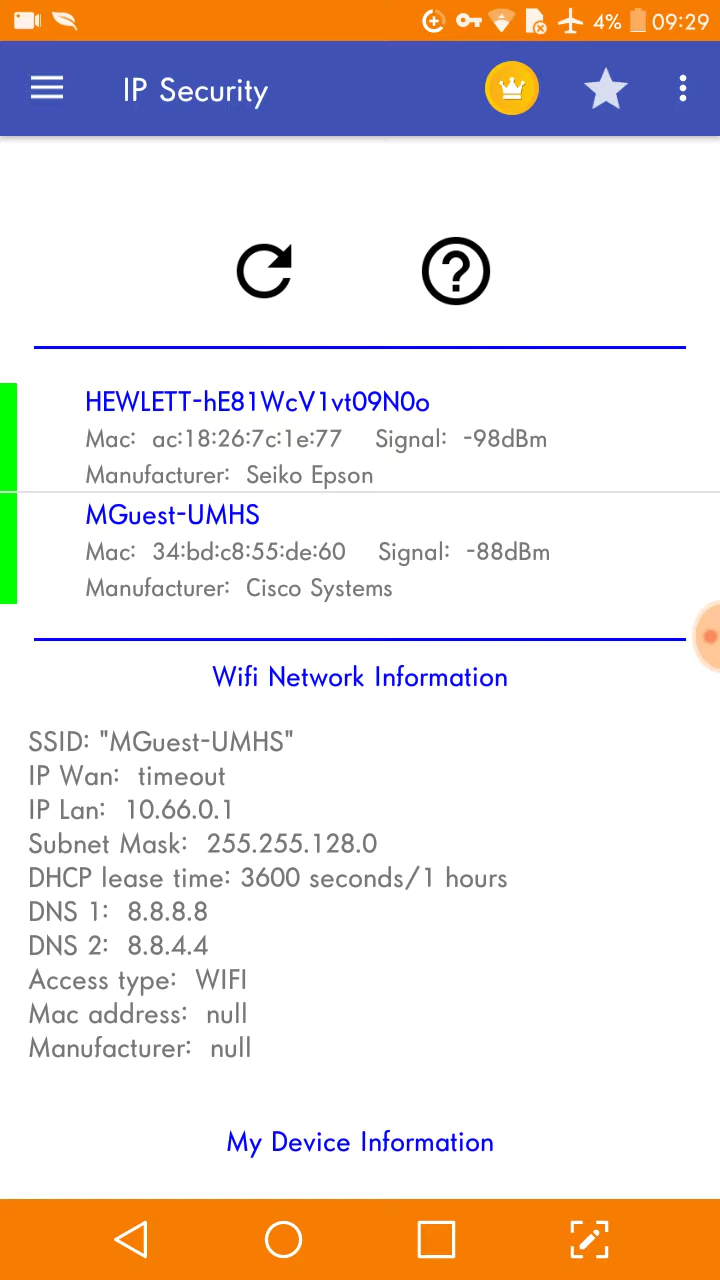 4% 09:29
IP Security
HEWLETT-hE81WcV1vt09N0o
Mac: ac:18:26:7c:1e:77 Signal: -98dBm
Manufacturer: Seiko Epson
MGuest-UMHS
Mac: 34:bd:c8:55:de:60 Signal: -88dBm
Manufacturer: Cisco Systems
Wifi Network Information
SSID: "MGuest-UMHS"
IP Wan: timeout
IP Lan: 10.66.0.1
Subnet Mask: 255.255.128.0
DHCP lease time: 3600 seconds/1 hours
DNS 1: 8.8.8.8
DNS 2: 8.8.4.4
Access type: WIFI
Mac address: null
Manufacturer: null
My Device Information